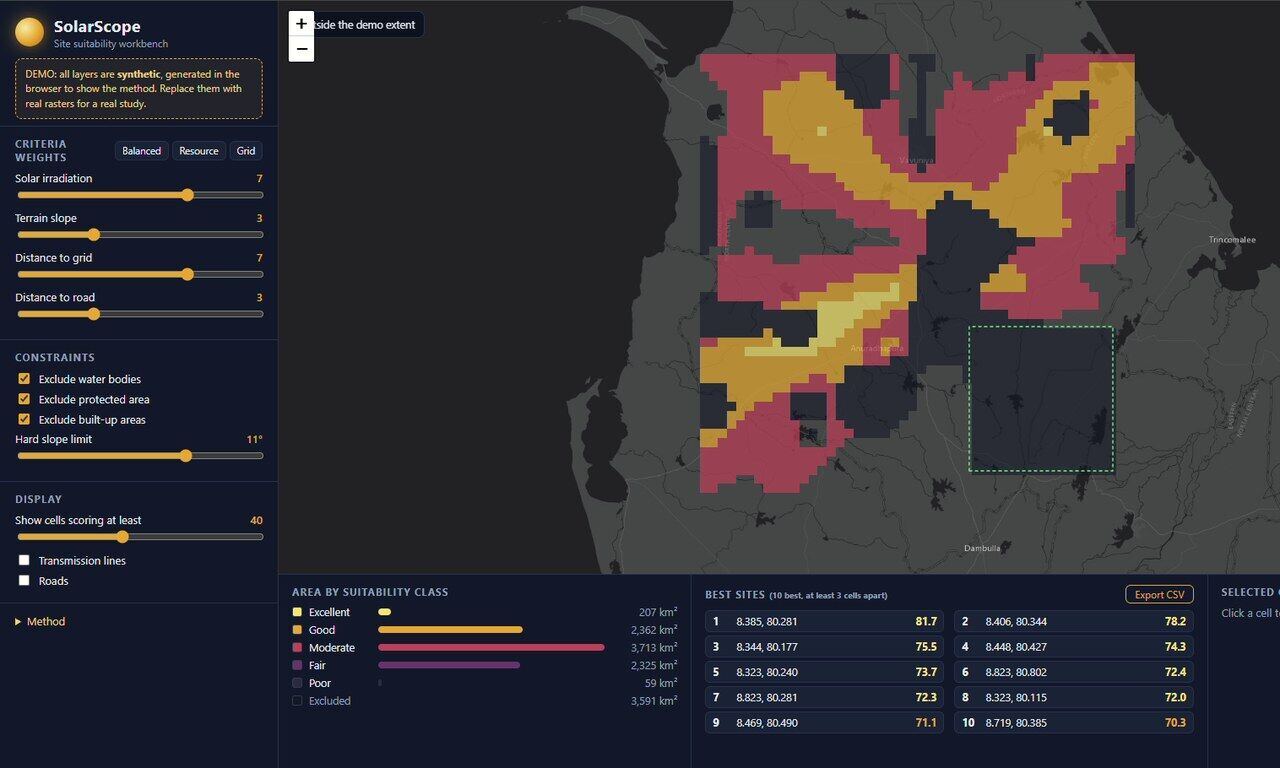 SolarScope
Site suitability workbench
DEMO: all layers are synthetic, generated in the
browser to show the method. Replace them with
real rasters for a real study.
CRITERIA
WEIGHTS
Balanced
Resource
Grid
Solar irradiation 7
Terrain slope 3
Distance to grid 7
Distance to road 3
CONSTRAINTS
Exclude water bodies
Exclude protected area
Exclude built-up areas
Hard slope limit 11°
DISPLAY
Show cells scoring at least 40
Transmission lines
Roads
Method
+
−
tside the demo extent
Vavuniya
Trincomalee
Anuradhapura
Dambulla
AREA BY SUITABILITY CLASS
Excellent 207 km²
Good 2,362 km²
Moderate 3,713 km²
Fair 2,325 km²
Poor 59 km²
Excluded 3,591 km²
BEST SITES (10 best, at least 3 cells apart)
Export CSV
1 8.385, 80.281 81.7
2 8.406, 80.344 78.2
3 8.344, 80.177 75.5
4 8.448, 80.427 74.3
5 8.323, 80.240 73.7
6 8.823, 80.802 72.4
7 8.823, 80.281 72.3
8 8.323, 80.115 72.0
9 8.469, 80.490 71.1
10 8.719, 80.385 70.3
SELECTED
Click a cell